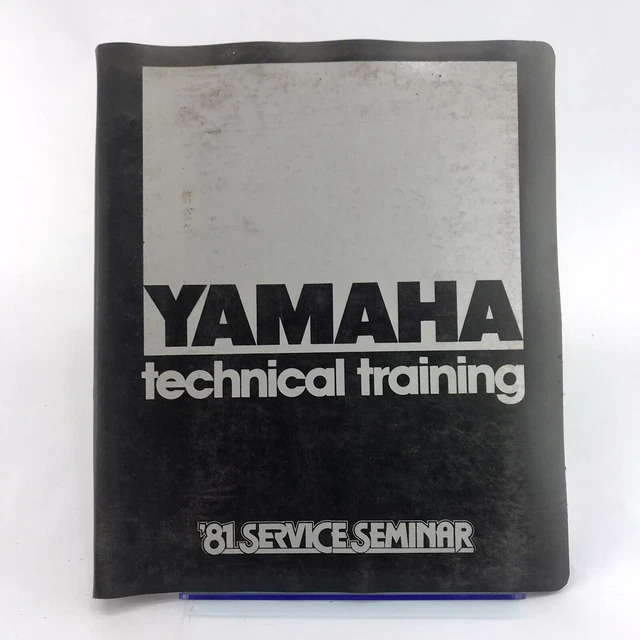 YAMAHA
technical training
'81 SERVICE SEMINAR